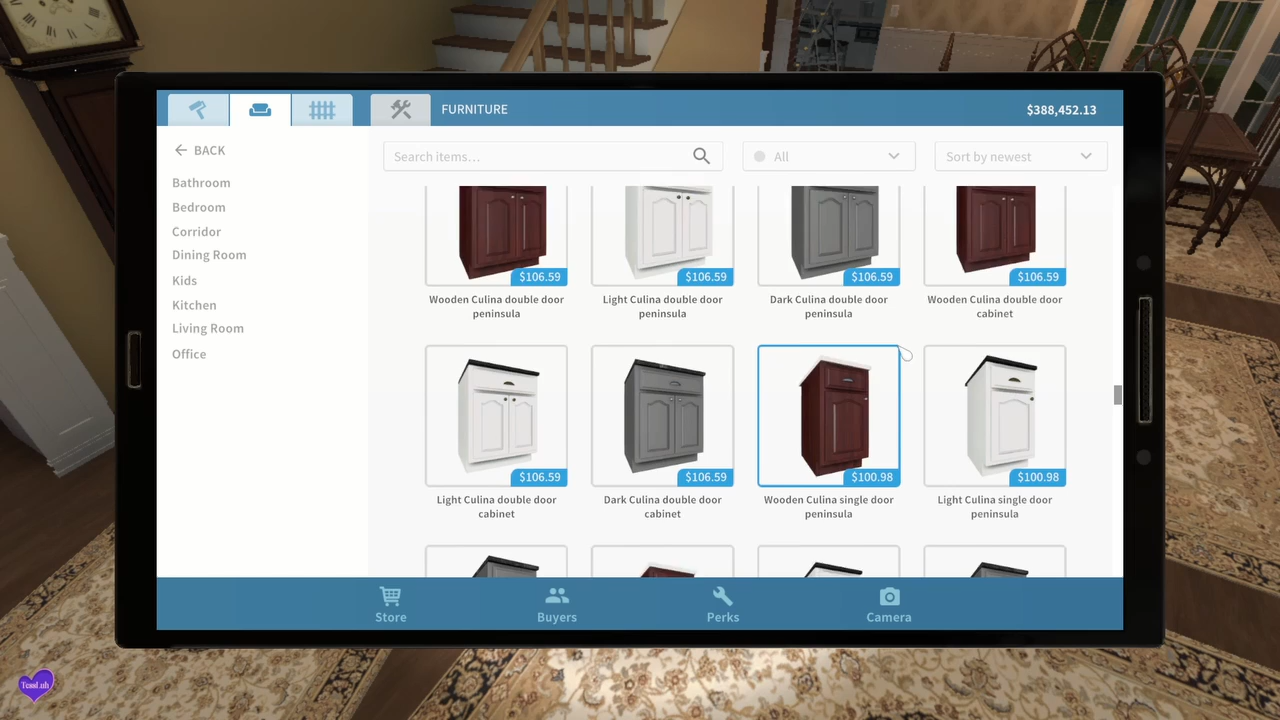 FURNITURE
$388,452.13
BACK
Search items...
All
Sort by newest
Bathroom
Bedroom
Corridor
Dining Room
Kids
Kitchen
Living Room
Office
$106.59
$106.59
$106.59
$106.59
Wooden Culina double door
peninsula
Light Culina double door
peninsula
Dark Culina double door
peninsula
Wooden Culina double door
cabinet
$106.59
$106.59
$100.98
$100.98
Light Culina double door
cabinet
Dark Culina double door
cabinet
Wooden Culina single door
peninsula
Light Culina single door
peninsula
Store
Buyers
Perks
Camera